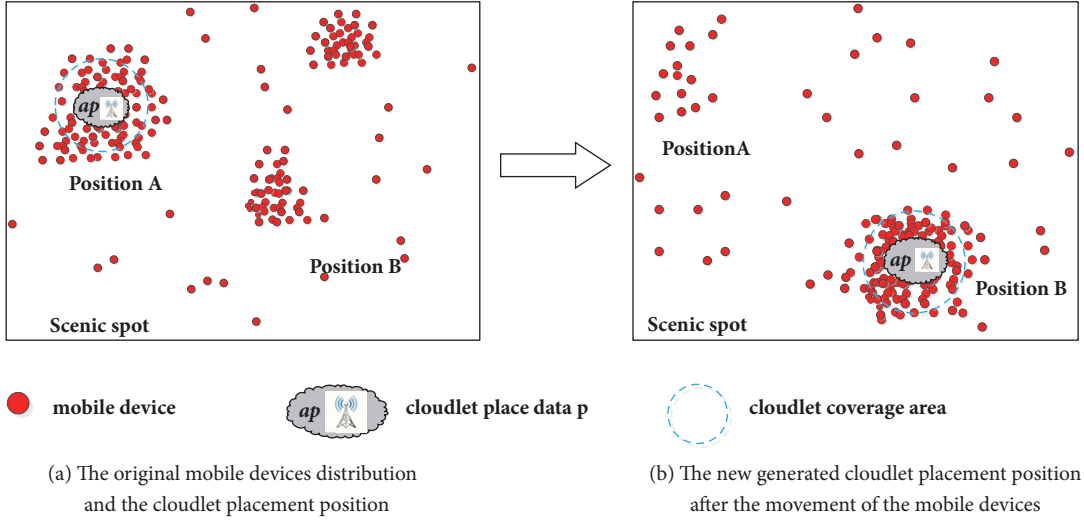 ap
Position A
Position B
Scenic spot
PositionA
ap
Position B
Scenic spot
mobile device
ap
cloudlet place data p
cloudlet coverage area
(a) The original mobile devices distribution
and the cloudlet placement position
(b) The new generated cloudlet placement position
after the movement of the mobile devices